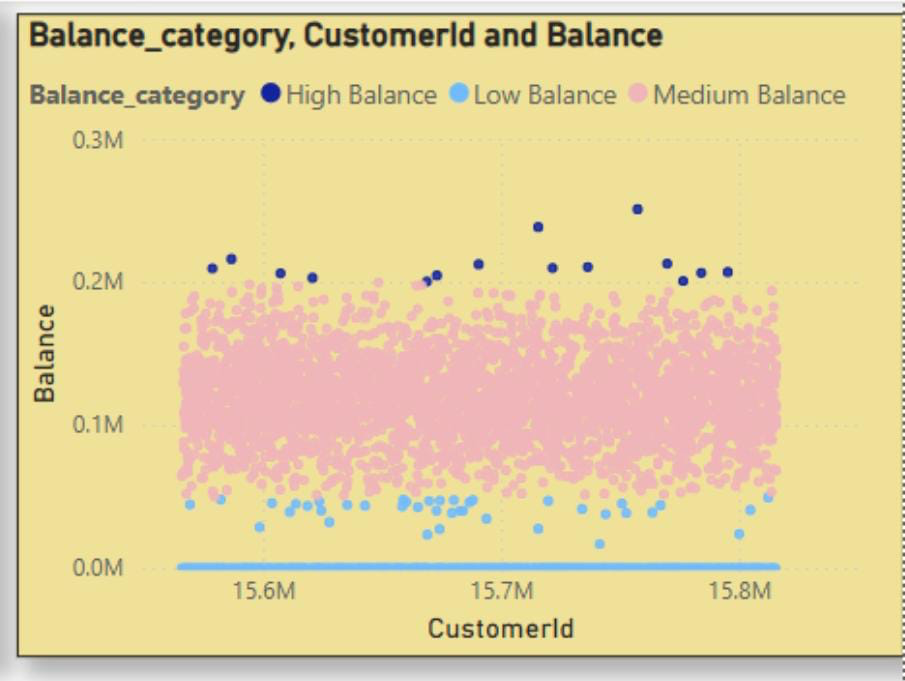 Balance_category, CustomerId and Balance
Balance_category High Balance Low Balance Medium Balance
0.3M
0.2M
0.1M
0.0M
Balance
15.6M 15.7M 15.8M
CustomerId